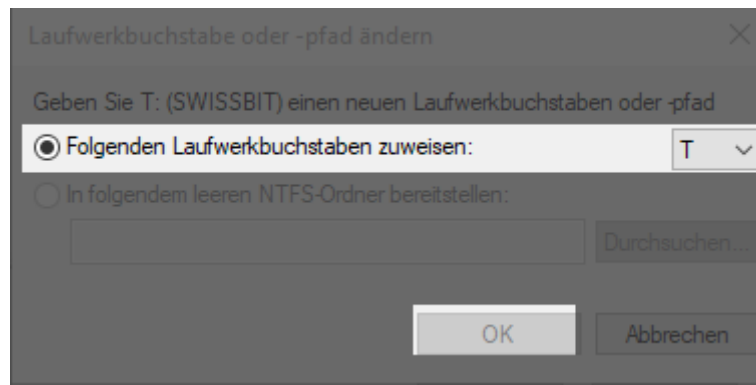 Laufwerkbuchstabe oder -pfad ändern
Geben Sie T: (SWISSBIT) einen neuen Laufwerkbuchstaben oder -pfad
Folgenden Laufwerkbuchstaben zuweisen: T
In folgendem leeren NTFS-Ordner bereitstellen:
Durchsuchen...
OK Abbrechen